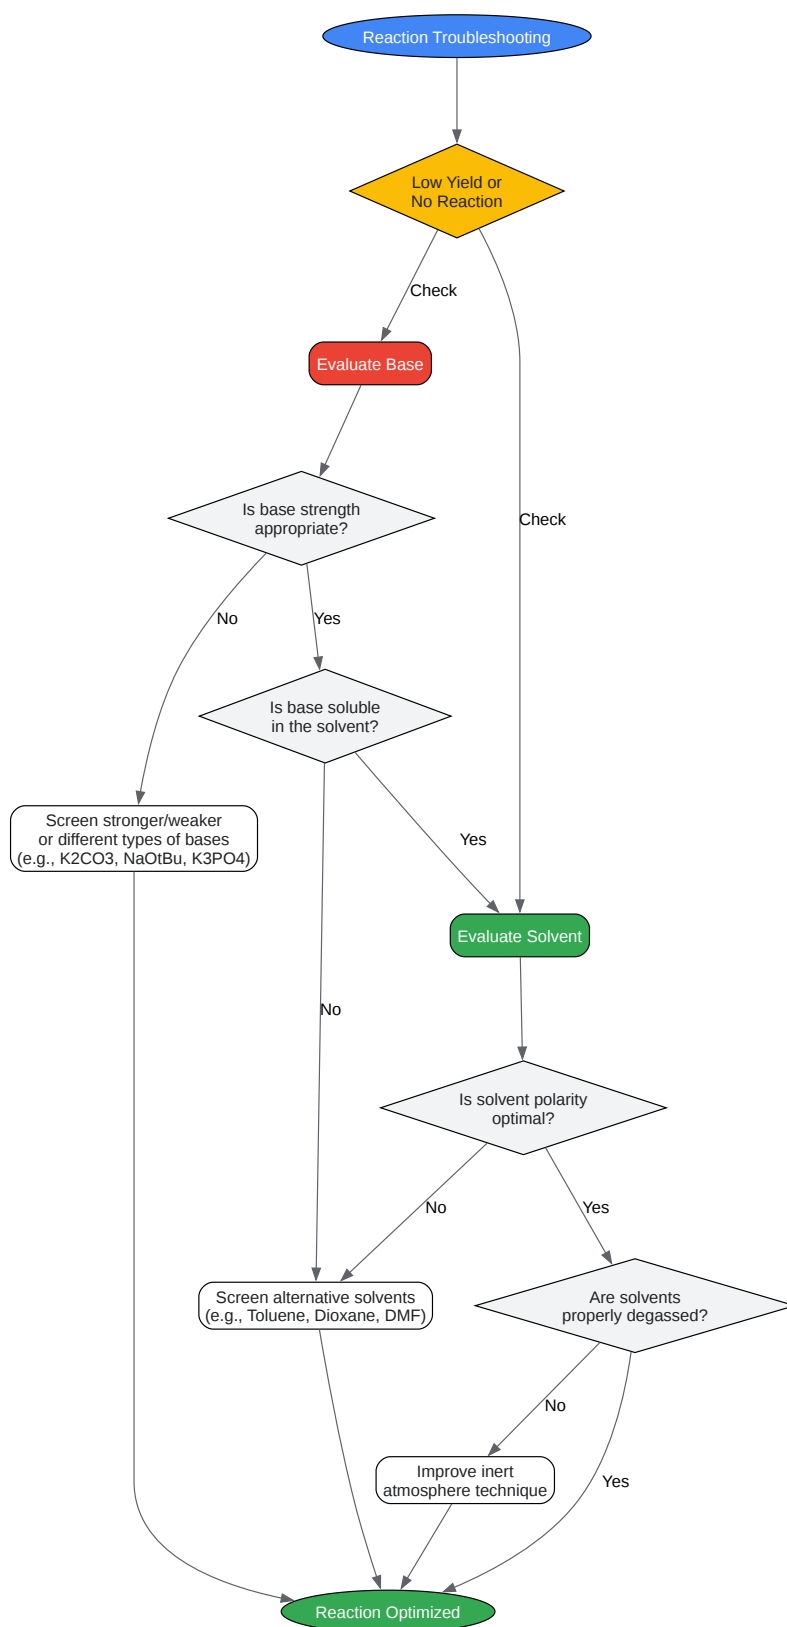 Reaction Troubleshooting
Low Yield or
No Reaction
Check
Evaluate Base
Is base strength
appropriate?
Check
No
Yes
Is base soluble
in the solvent?
Screen stronger/weaker
or different types of bases
(e.g., K2CO3, NaOtBu, K3PO4)
Yes
Evaluate Solvent
No
Is solvent polarity
optimal?
No
Yes
Screen alternative solvents
(e.g., Toluene, Dioxane, DMF)
Are solvents
properly degassed?
No
Improve inert
atmosphere technique
Yes
Reaction Optimized